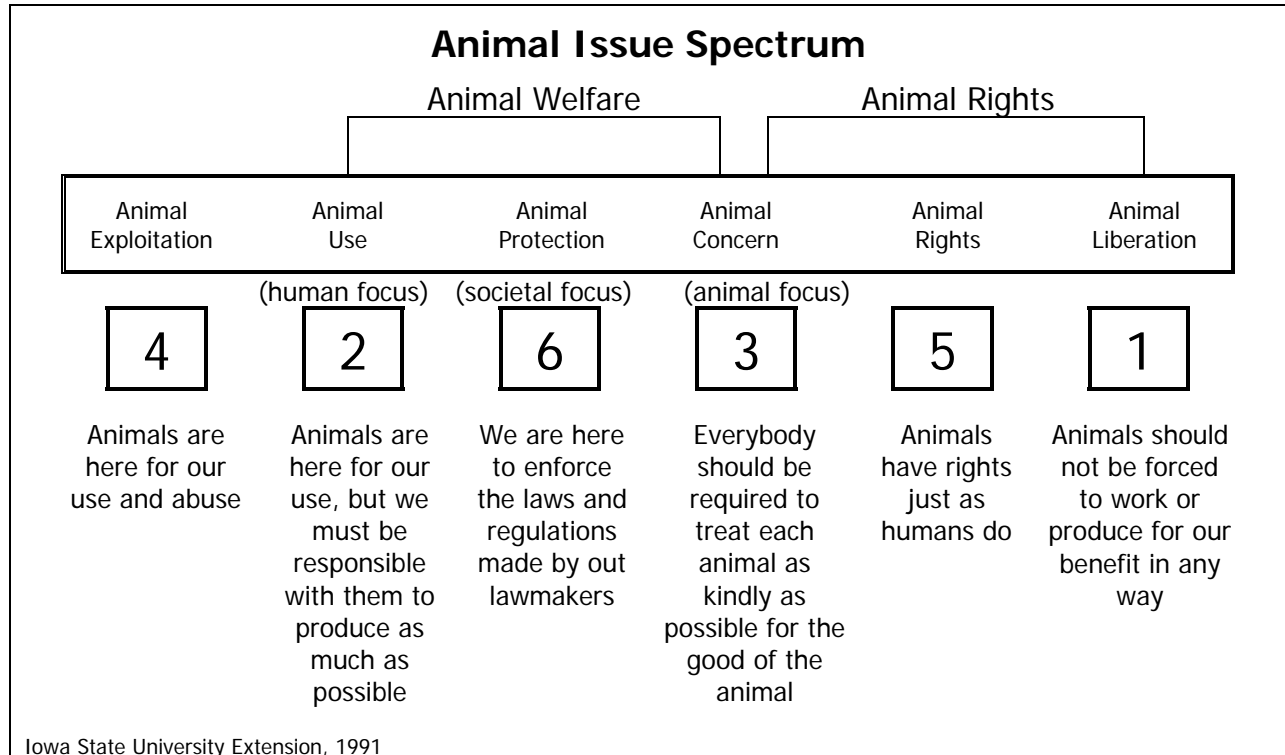 Animal Issue Spectrum
Animal Welfare
Animal Rights
Animal
Exploitation
Animal
Use
Animal
Protection
Animal
Concern
Animal
Rights
Animal
Liberation
(human focus)
(societal focus)
(animal focus)
4
2
6
3
5
1
Animals are
here for our
use and abuse
Animals are
here for our
use, but we
must be
responsible
with them to
produce as
much as
possible
We are here
to enforce
the laws and
regulations
made by out
lawmakers
Everybody
should be
required to
treat each
animal as
kindly as
possible for the
good of the
animal
Animals
have rights
just as
humans do
Animals should
not be forced
to work or
produce for our
benefit in any
way
Iowa State University Extension, 1991